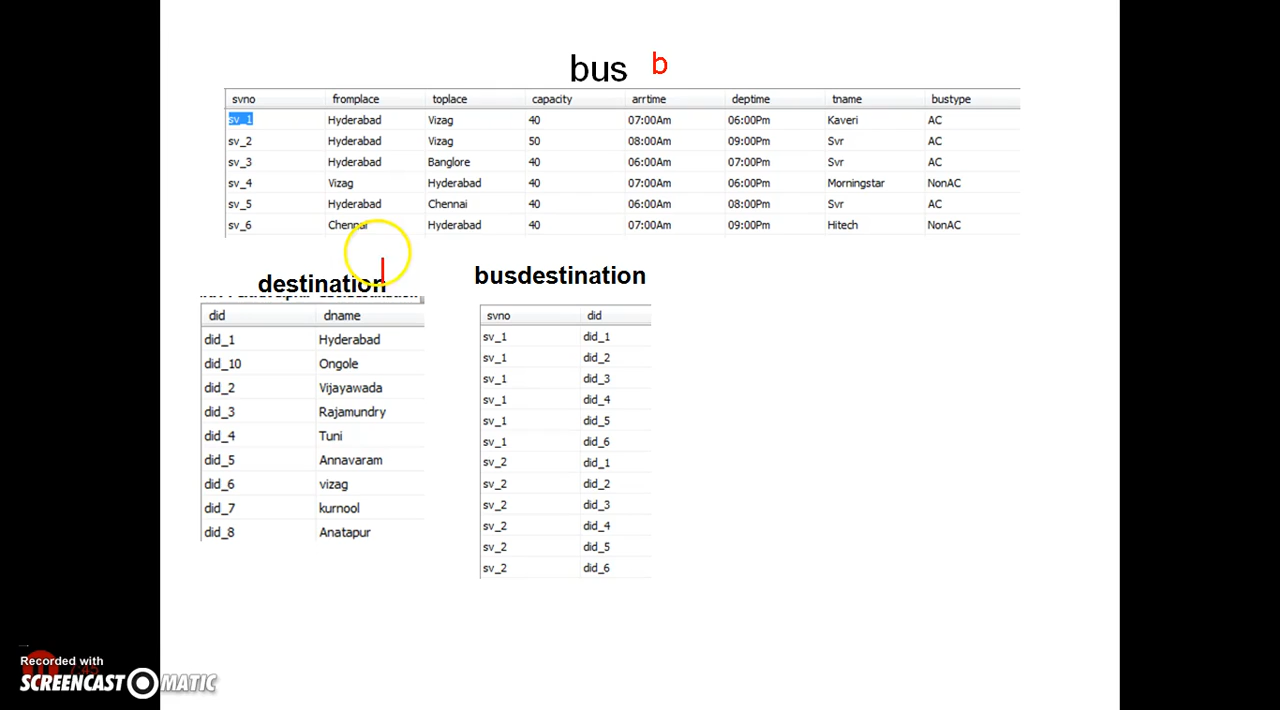 bus b
svno fromplace toplace capacity arrtime deptime tname bustype
sv_1 Hyderabad Vizag 40 07:00Am 06:00Pm Kaveri AC
sv_2 Hyderabad Vizag 50 08:00Am 09:00Pm Svr AC
sv_3 Hyderabad Banglore 40 06:00Am 07:00Pm Svr AC
sv_4 Vizag Hyderabad 40 07:00Am 06:00Pm Morningstar NonAC
sv_5 Hyderabad Chennai 40 06:00Am 08:00Pm Svr AC
sv_6 Chennai Hyderabad 40 07:00Am 09:00Pm Hitech NonAC
destination
did dname
did_1 Hyderabad
did_10 Ongole
did_2 Vijayawada
did_3 Rajamundry
did_4 Tuni
did_5 Annavaram
did_6 vizag
did_7 kurnool
did_8 Anatapur
busdestination
svno did
sv_1 did_1
sv_1 did_2
sv_1 did_3
sv_1 did_4
sv_1 did_5
sv_1 did_6
sv_2 did_1
sv_2 did_2
sv_2 did_3
sv_2 did_4
sv_2 did_5
sv_2 did_6
Recorded with
SCREENCAST MATIC